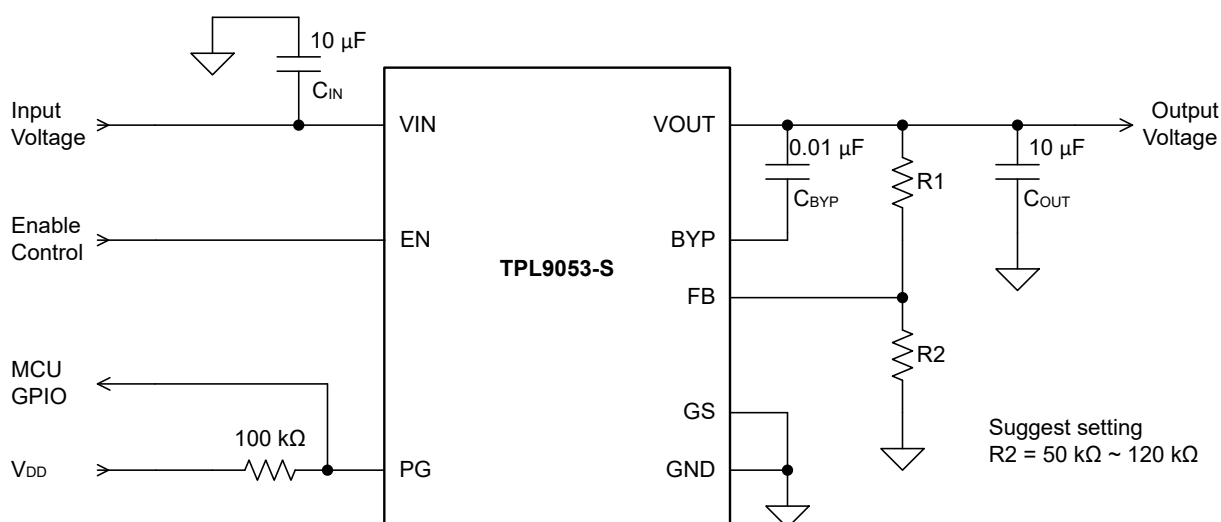 10 µF
CIN
Input
Voltage
VIN
VOUT
Output
Voltage
0.01 µF
CBYP
R1
10 µF
COUT
Enable
Control
EN
BYP
TPL9053-S
FB
R2
MCU
GPIO
GS
Suggest setting
R2 = 50 kΩ ~ 120 kΩ
100 kΩ
VDD
PG
GND